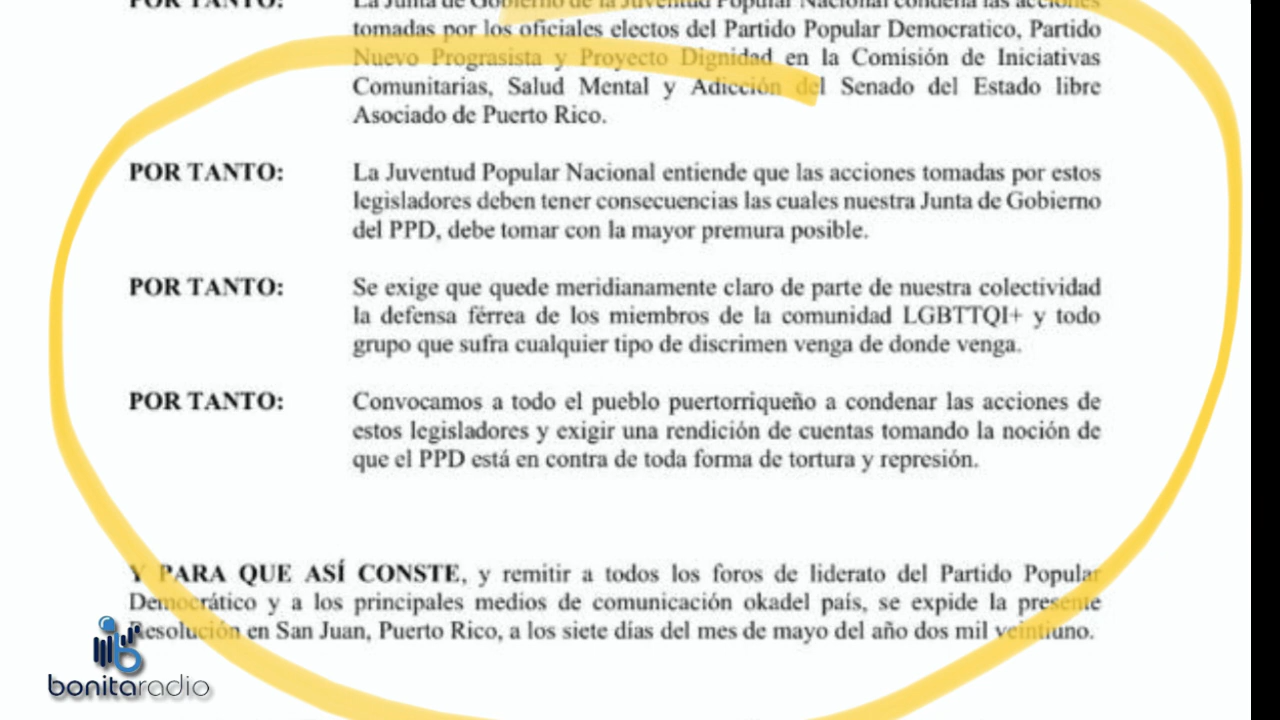 POR TANTO: La Junta de Gobierno de la Juventud Popular Nacional condena las acciones
tomadas por los oficiales electos del Partido Popular Democratico, Partido
Nuevo Prograsista y Proyecto Dignidad en la Comisión de Iniciativas
Comunitarias, Salud Mental y Adicción del Senado del Estado libre
Asociado de Puerto Rico.
POR TANTO: La Juventud Popular Nacional entiende que las acciones tomadas por estos
legisladores deben tener consecuencias las cuales nuestra Junta de Gobierno
del PPD, debe tomar con la mayor premura posible.
POR TANTO: Se exige que quede meridianamente claro de parte de nuestra colectividad
la defensa férrea de los miembros de la comunidad LGBTTQI+ y todo
grupo que sufra cualquier tipo de discrimen venga de donde venga.
POR TANTO: Convocamos a todo el pueblo puertorriqueño a condenar las acciones de
estos legisladores y exigir una rendición de cuentas tomando la noción de
que el PPD está en contra de toda forma de tortura y represión.
Y PARA QUE ASÍ CONSTE, y remitir a todos los foros de liderato del Partido Popular
Democrático y a los principales medios de comunicación okadel país, se expide la presente
Resolución en San Juan, Puerto Rico, a los siete días del mes de mayo del año dos mil veintiuno.
bonitaradio